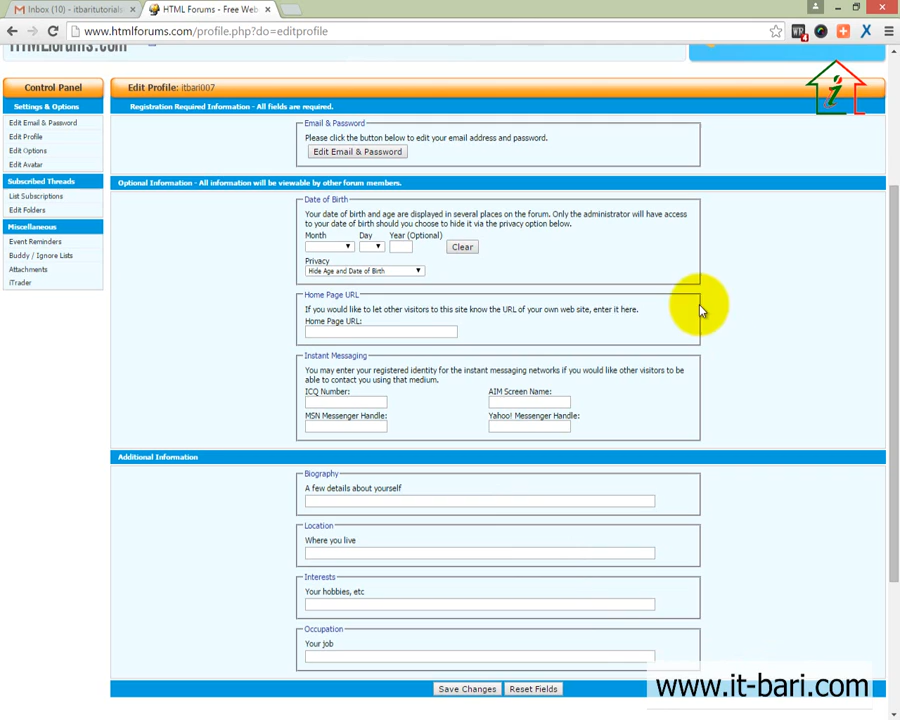 Inbox (10) - itbaritutorials
HTML Forums - Free Web
www.htmlforums.com/profile.php?do=editprofile
Control Panel
Settings & Options
Edit Email & Password
Edit Profile
Edit Options
Edit Avatar
Subscribed Threads
List Subscriptions
Edit Folders
Miscellaneous
Event Reminders
Buddy / Ignore Lists
Attachments
iTrader
Edit Profile: itbari007
Registration Required Information - All fields are required.
Email & Password
Please click the button below to edit your email address and password.
Edit Email & Password
Optional Information - All information will be viewable by other forum members.
Date of Birth
Your date of birth and age are displayed in several places on the forum. Only the administrator will have access
to your date of birth should you choose to hide it via the privacy option below.
Month Day Year (Optional)
Clear
Privacy
Hide Age and Date of Birth
Home Page URL
If you would like to let other visitors to this site know the URL of your own web site, enter it here.
Home Page URL:
Instant Messaging
You may enter your registered identity for the instant messaging networks if you would like other visitors to be
able to contact you using that medium.
ICQ Number: AIM Screen Name:
MSN Messenger Handle: Yahoo! Messenger Handle:
Additional Information
Biography
A few details about yourself
Location
Where you live
Interests
Your hobbies, etc
Occupation
Your job
Save Changes Reset Fields
www.it-bari.com